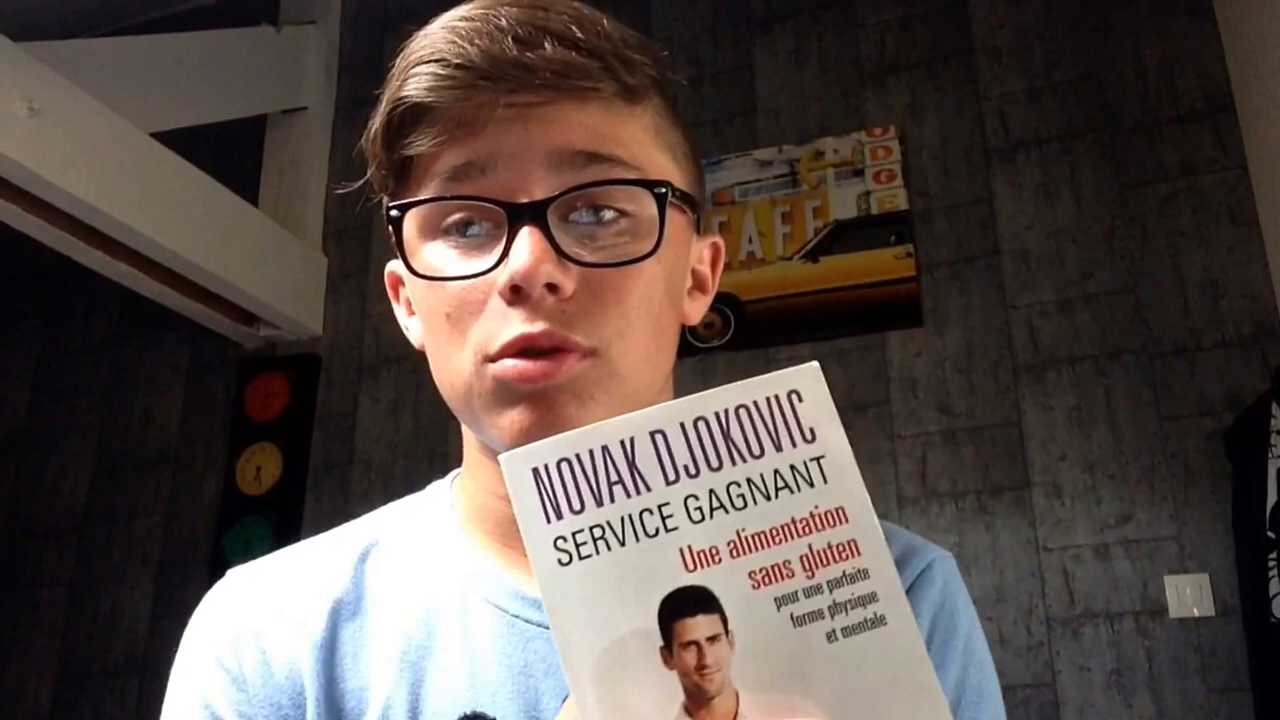 CAFE
O
D
G
E
NOVAK DJOKOVIC
SERVICE GAGNANT
Une alimentation
sans gluten
pour une parfaite
forme physique
et mentale